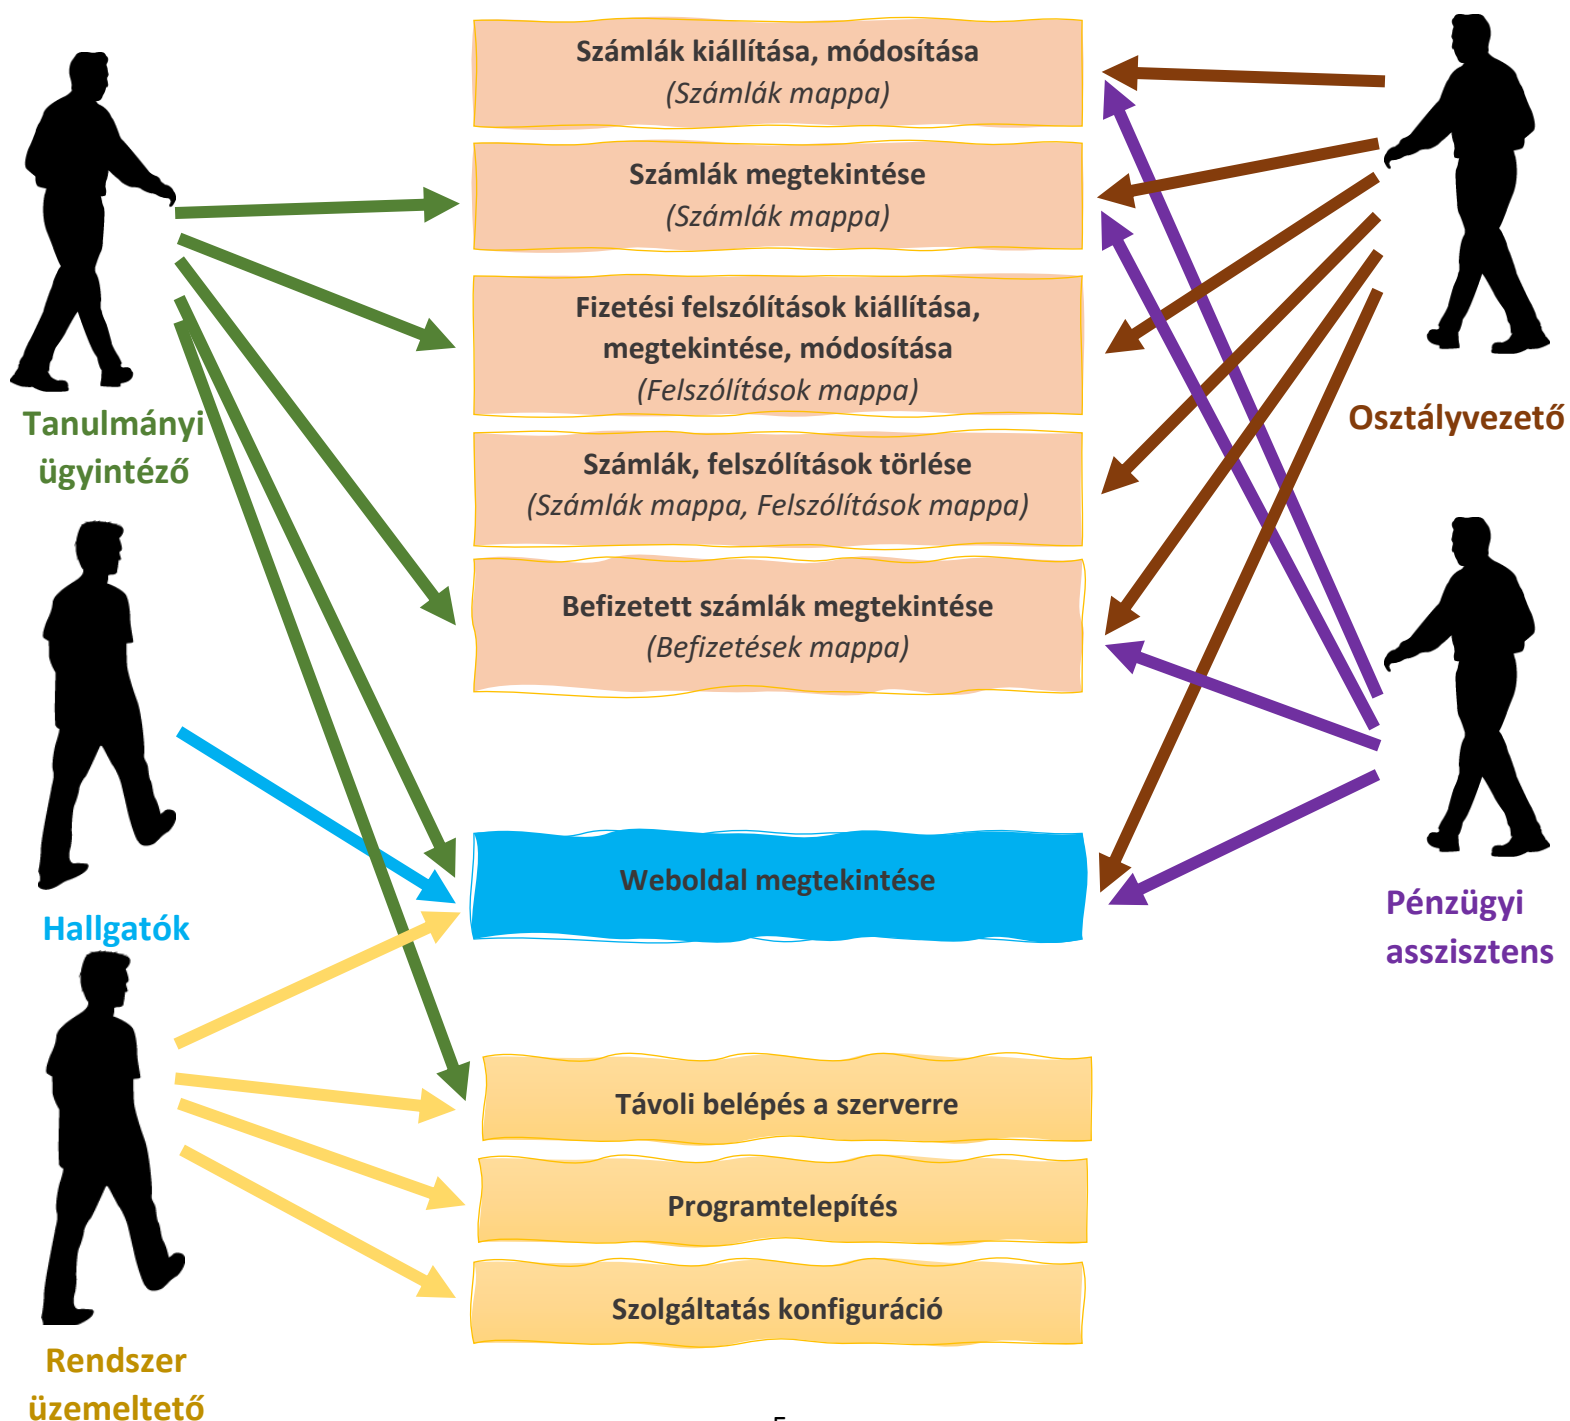 Számlák kiállítása, módosítása
(Számlák mappa)
Számlák megtekintése
(Számlák mappa)
Fizetési felszólítások kiállítása,
megtekintése, módosítása
(Felszólítások mappa)
Számlák, felszólítások törlése
(Számlák mappa, Felszólítások mappa)
Befizetett számlák megtekintése
(Befizetések mappa)
Weboldal megtekintése
Távoli belépés a szerverre
Programtelepítés
Szolgáltatás konfiguráció
Tanulmányi
ügyintéző
Hallgatók
Rendszer
üzemeltető
Osztályvezető
Pénzügyi
asszisztens